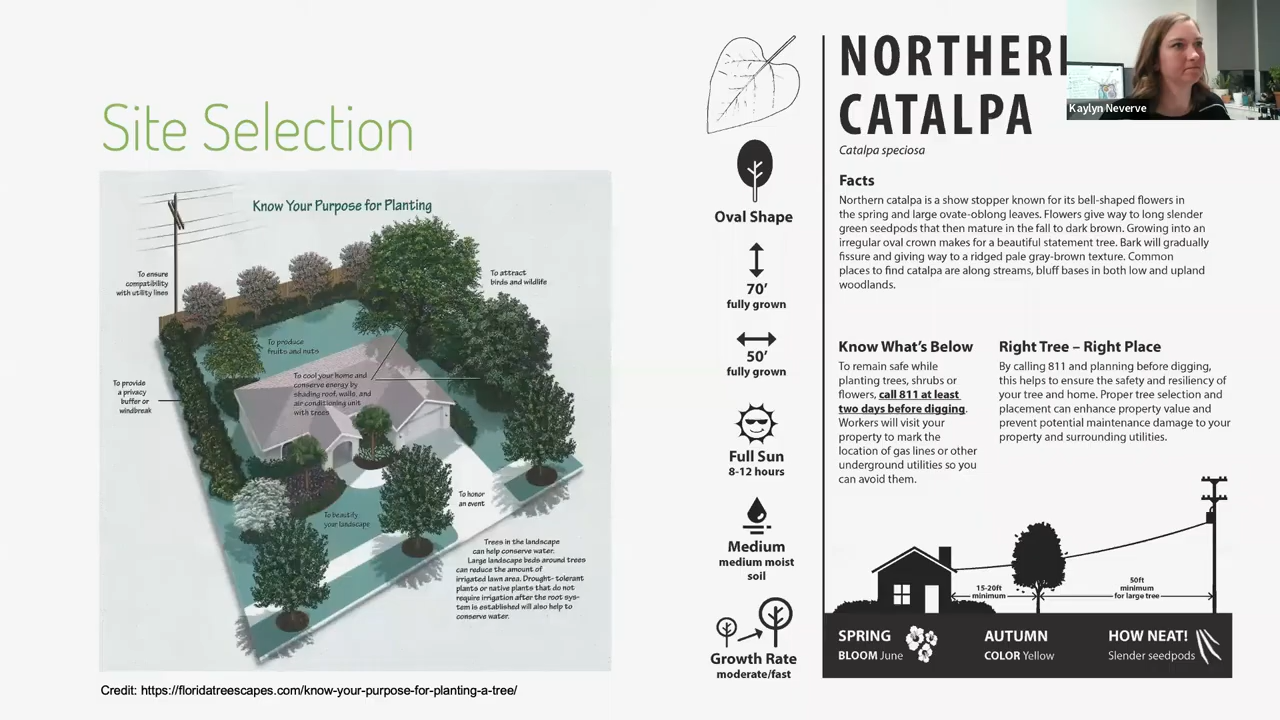 Site Selection
Know Your Purpose for Planting
To ensure
compatibility
with utility lines
To attract
birds and wildlife
To produce
fruits and nuts
To cool your home and
conserve energy by
shading roof, walls, and
air conditioning unit
with trees
To provide
a privacy
buffer or
windbreak
To honor
an event
To beautify
your landscape
Trees in the landscape
can help conserve water.
Large landscape beds around trees
can reduce the amount of
irrigated lawn area. Drought-tolerant
plants or native plants that do not
require irrigation after the root sys-
tem is established will also help to
conserve water.
Credit: https://floridatreescapes.com/know-your-purpose-for-planting-a-tree/
Oval Shape
70'
fully grown
50'
fully grown
Full Sun
8-12 hours
Medium
medium moist
soil
Growth Rate
moderate/fast
NORTHER
CATALPA
Catalpa speciosa
Kaylyn Neverve
Facts
Northern catalpa is a show stopper known for its bell-shaped flowers in
the spring and large ovate-oblong leaves. Flowers give way to long slender
green seedpods that then mature in the fall to dark brown. Growing into an
irregular oval crown makes for a beautiful statement tree. Bark will gradually
fissure and giving way to a ridged pale gray-brown texture. Common
places to find catalpa are along streams, bluff bases in both low and upland
woodlands.
Know What's Below
To remain safe while
planting trees, shrubs or
flowers, call 811 at least
two days before digging.
Workers will visit your
property to mark the
location of gas lines or other
underground utilities so you
can avoid them.
Right Tree – Right Place
By calling 811 and planning before digging,
this helps to ensure the safety and resiliency of
your tree and home. Proper tree selection and
placement can enhance property value and
prevent potential maintenance damage to your
property and surrounding utilities.
15-20ft
minimum
50ft
minimum
for large tree
SPRING
BLOOM June
AUTUMN
COLOR Yellow
HOW NEAT!
Slender seedpods